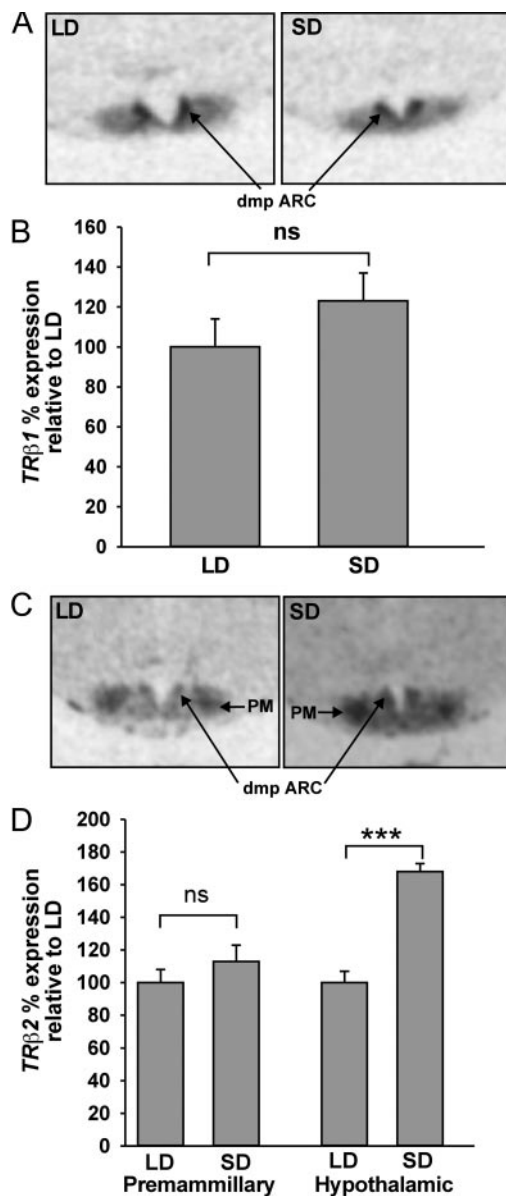 A
LD
SD
dmp ARC
B
TRβ1 % expression
relative to LD
160
140
120
100
80
60
40
20
0
ns
LD
SD
C
LD
SD
PM
PM
dmp ARC
D
TRβ2 % expression
relative to LD
200
180
160
140
120
100
80
60
40
20
0
ns
***
LD
SD
LD
SD
Premammillary
Hypothalamic